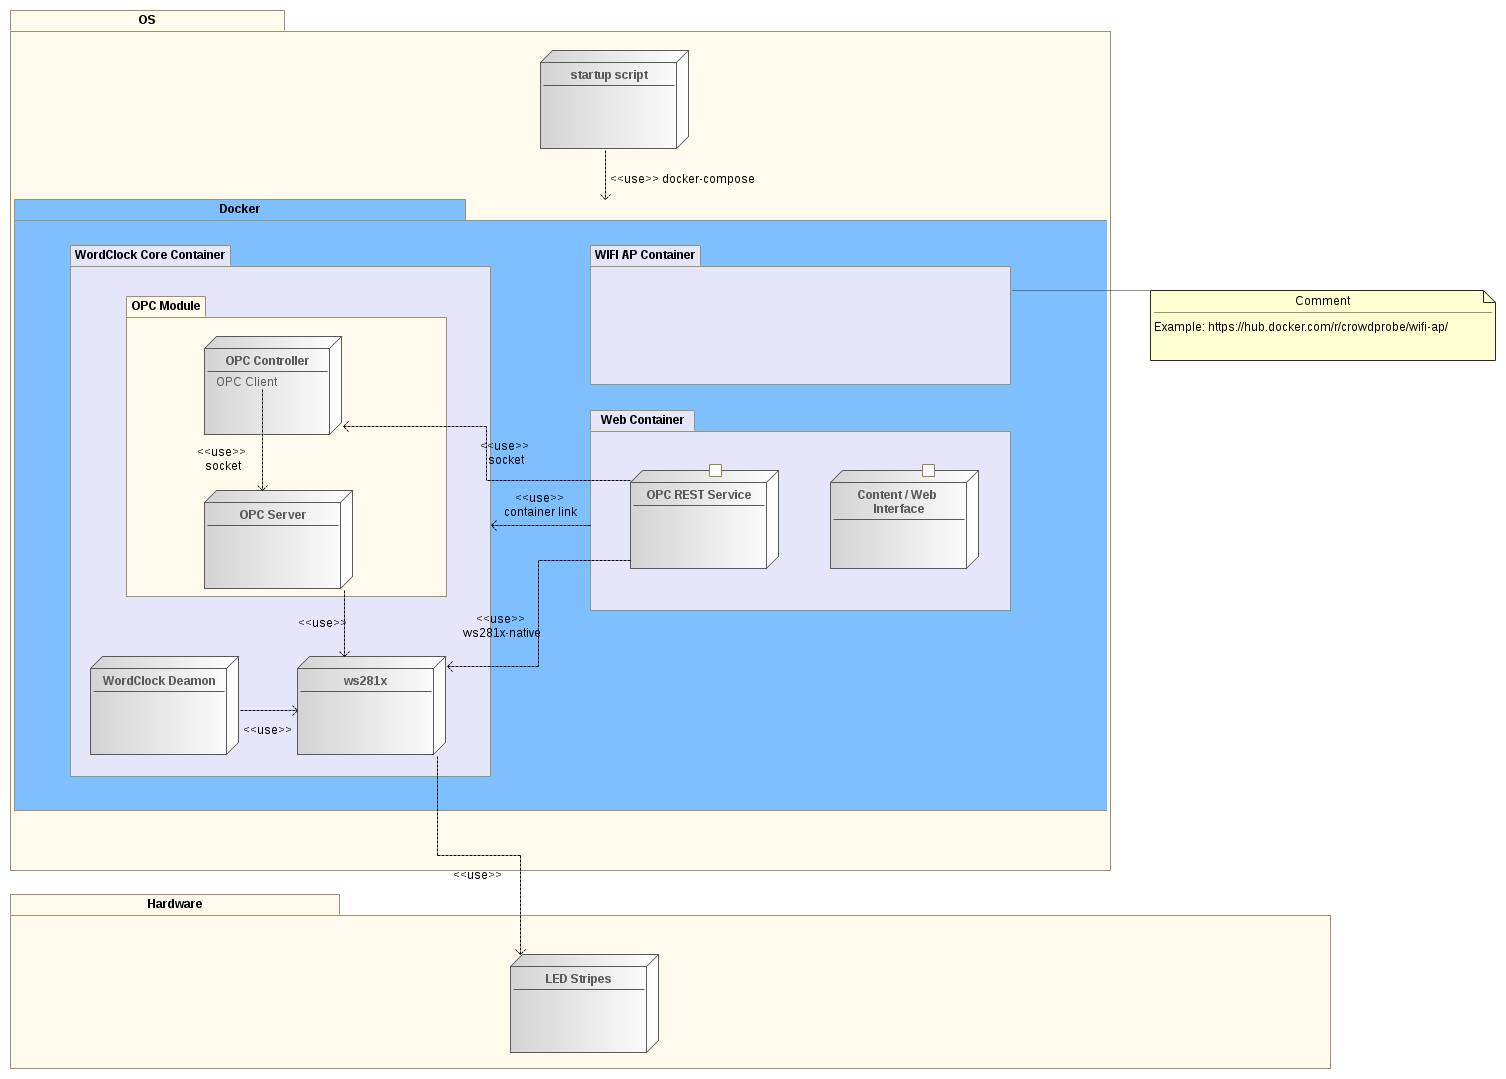 OS
startup script
<<use>> docker-compose
Docker
WordClock Core Container
WIFI AP Container
Comment
Example: https://hub.docker.com/r/crowdprobe/wifi-ap/
OPC Module
OPC Controller
OPC Client
<<use>>
socket
OPC Server
<<use>>
socket
<<use>>
container link
Web Container
OPC REST Service
Content / Web
Interface
<<use>>
<<use>>
ws281x-native
WordClock Deamon
<<use>>
ws281x
<<use>>
Hardware
LED Stripes